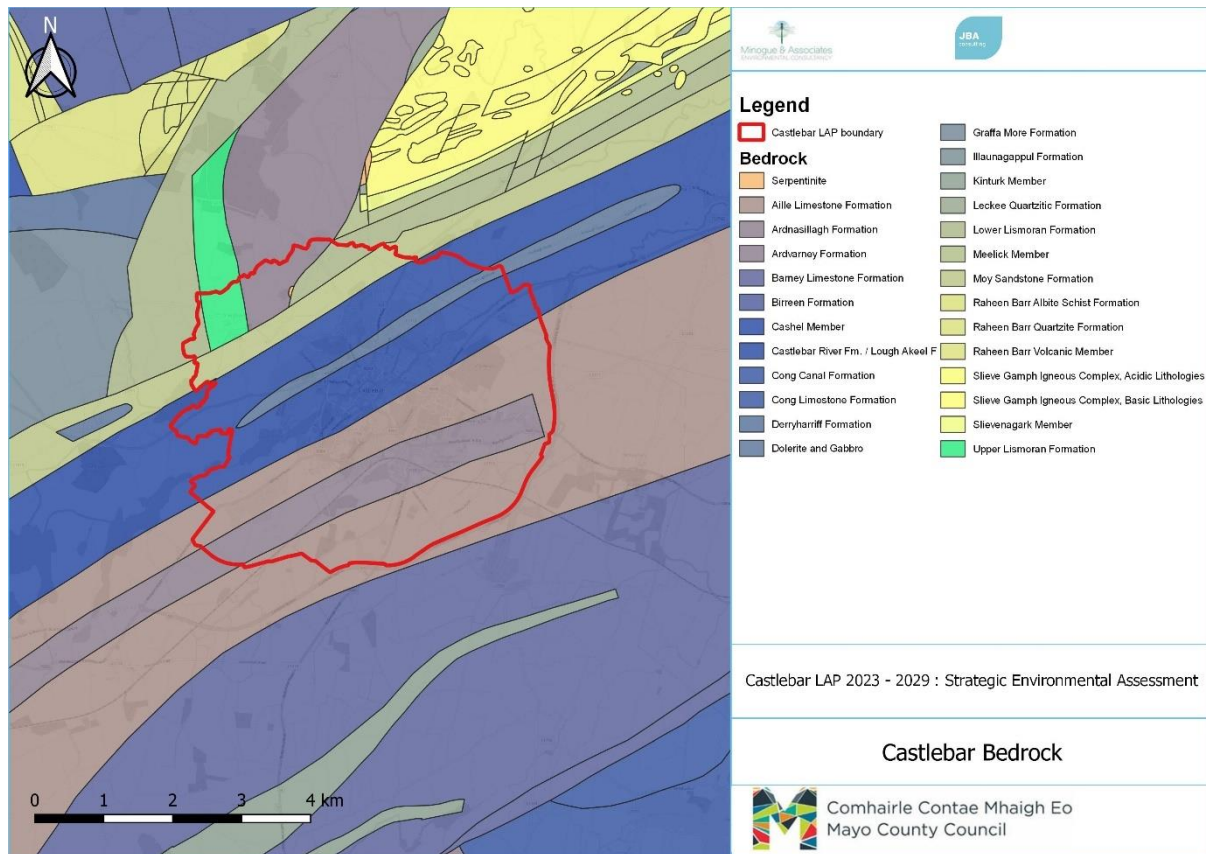 N
0 1 2 3 4 km
Minogue & Associates
ENVIRONMENTAL CONSULTANCY
JBA
consulting
Legend
Castlebar LAP boundary
Bedrock
Serpentinite
Aille Limestone Formation
Ardnasillagh Formation
Ardvarney Formation
Barney Limestone Formation
Birreen Formation
Cashel Member
Castlebar River Fm. / Lough Akeel F
Cong Canal Formation
Cong Limestone Formation
Derryharriff Formation
Dolerite and Gabbro
Graffa More Formation
Illaunagappul Formation
Kinturk Member
Leckee Quartzitic Formation
Lower Lismoran Formation
Meelick Member
Moy Sandstone Formation
Raheen Barr Albite Schist Formation
Raheen Barr Quartzite Formation
Raheen Barr Volcanic Member
Slieve Gamph Igneous Complex, Acidic Lithologies
Slieve Gamph Igneous Complex, Basic Lithologies
Slievenagark Member
Upper Lismoran Formation
Castlebar LAP 2023 - 2029 : Strategic Environmental Assessment
Castlebar Bedrock
Comhairle Contae Mhaigh Eo
Mayo County Council